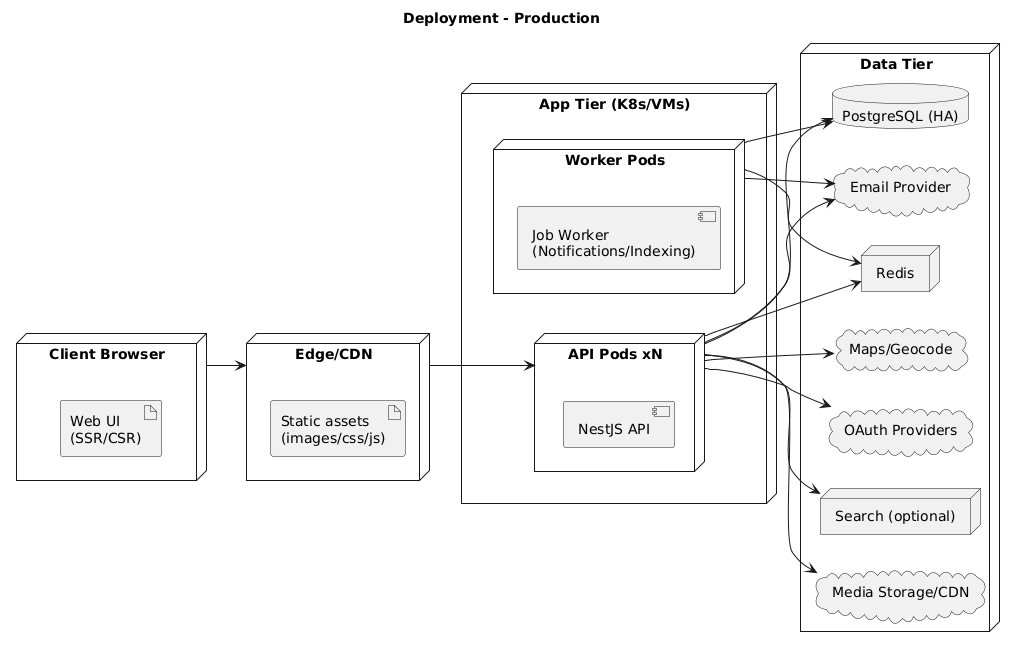 Deployment - Production
Data Tier
PostgreSQL (HA)
App Tier (K8s/VMs)
Worker Pods
Email Provider
Job Worker
(Notifications/Indexing)
Redis
Client Browser
Edge/CDN
API Pods xN
Maps/Geocode
Web UI
(SSR/CSR)
Static assets
(images/css/js)
NestJS API
OAuth Providers
Search (optional)
Media Storage/CDN